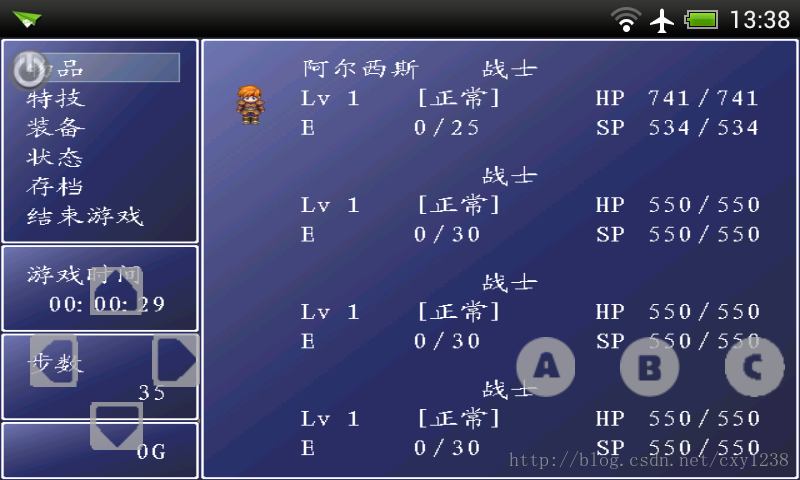 13:38
物品
特技
装备
状态
存档
结束游戏
游戏时间
00:00:29
步数
35
0G
阿尔西斯 战士
Lv 1 [正常] HP 741/741
E 0/25 SP 534/534
战士
Lv 1 [正常] HP 550/550
E 0/30 SP 550/550
战士
Lv 1 [正常] HP 550/550
E 0/30 SP 550/550
战士
Lv 1 [正常] HP 550/550
E 0/30 SP 550/550
A B C
http://blog.csdn.net/cxy1238